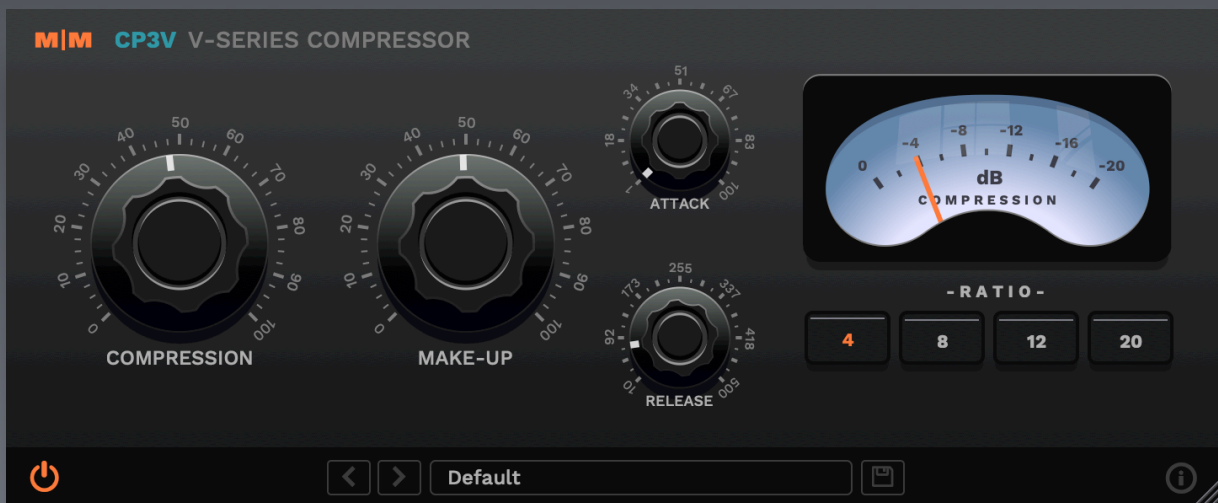 M|M CP3V V-SERIES COMPRESSOR
0 10 20 30 40 50 60 70 80 90 100
COMPRESSION
0 10 20 30 40 50 60 70 80 90 100
MAKE-UP
1 18 34 51 67 83 100
ATTACK
10 92 173 255 337 418 500
RELEASE
0 -4 -8 -12 -16 -20
dB
COMPRESSION
-RATIO-
4 8 12 20
Default